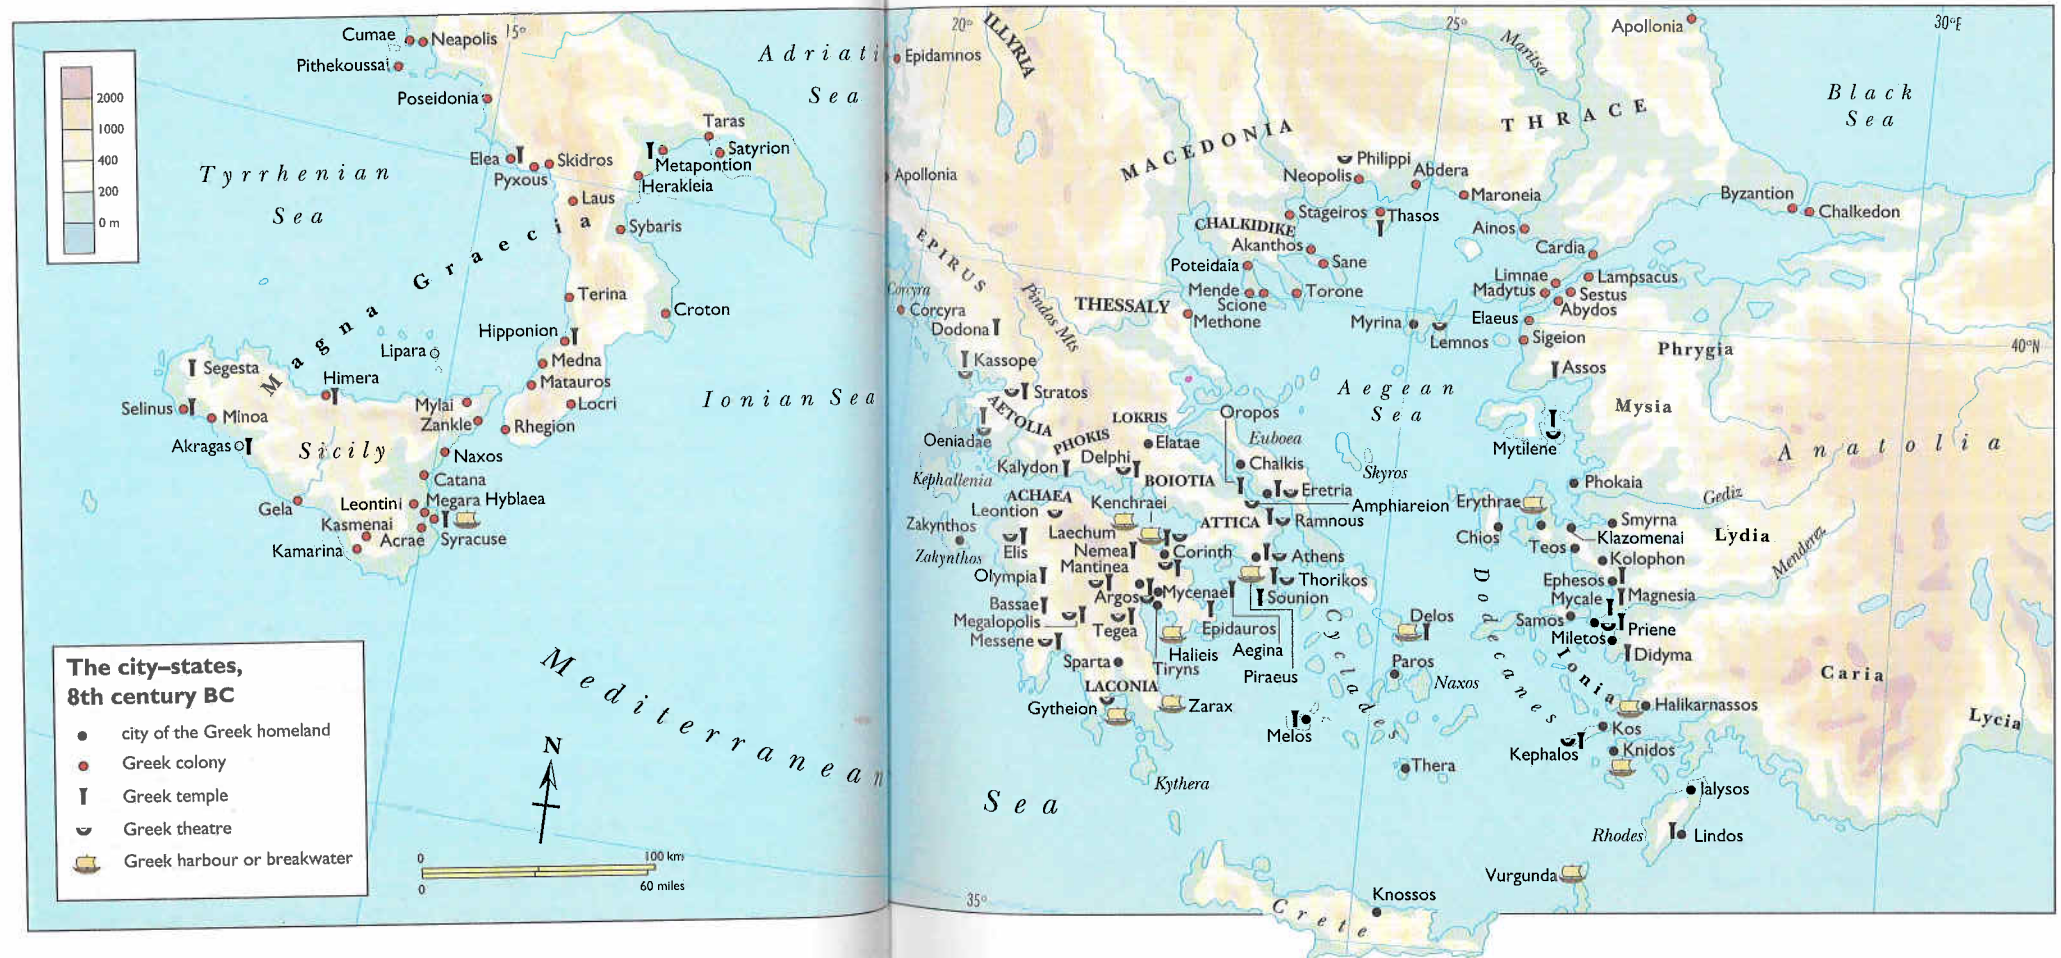 Cumae
Neapolis
15°
Pithekoussai
Poseidonia
Adriati
Sea
2000
1000
400
200
0 m
Tyrrhenian
Sea
Taras
Satyrion
Metapontion
Herakleia
Elea
Skidros
Pyxous
Laus
Sybaris
Magna Graecia
Terina
Croton
Hipponion
Lipara
Medna
Matauros
Locri
Rhegion
Ionian Sea
Segesta
Himera
Selinus
Minoa
Mylai
Zankle
Akragas
Sicily
Naxos
Catana
Leontini
Megara Hyblaea
Gela
Kasmenai
Acrae
Syracuse
Kamarina
Mediterranean
Sea
The city–states,
8th century BC
city of the Greek homeland
Greek colony
Greek temple
Greek theatre
Greek harbour or breakwater
N
0
100 km
0
60 miles
20°
25°
30°E
ILLYRIA
Epidamnos
Apollonia
Maritsa
Apollonia
Black
Sea
THRACE
MACEDONIA
Philippi
Neopolis
Abdera
Maroneia
Byzantion
Chalkedon
Stageiros
Thasos
CHALKIDIKE
Akanthos
Ainos
Cardia
Poteidaia
Sane
Limnae
Lampsacus
Mende
Scione
Torone
Madytus
Sestus
Abydos
EPIRUS
Corcyra
Corcyra
Pindos Mts
THESSALY
Methone
Myrina
Lemnos
Elaeus
Sigeion
Dodona
Phrygia
40°N
Kassope
Assos
Stratos
Aegean
Sea
Mysia
AETOLIA
LOKRIS
Oropos
Oeniadae
PHOKIS
Elatae
Euboea
Mytilene
Anatolia
Kalydon
Delphi
Chalkis
Skyros
Kephallenia
BOIOTIA
Eretria
Phokaia
Gediz
ACHAEA
Kenchraei
Amphiareion
Erythrae
Leontion
ATTICA
Ramnous
Smyrna
Zakynthos
Laechum
Chios
Klazomenai
Lydia
Zakynthos
Elis
Nemea
Corinth
Athens
Teos
Kolophon
Menderez
Mantinea
Olympia
Thorikos
Ephesos
Mycale
Magnesia
Bassae
Argos
Mycenae
Sounion
Samos
Priene
Megalopolis
Tegea
Epidauros
Delos
Miletos
Messene
Halieis
Aegina
Didyma
Sparta
Tiryns
Piraeus
Paros
Naxos
Cyclades
Dodecanes
Ionia
Caria
LACONIA
Gytheion
Zarax
Halikarnassos
Lycia
Melos
Kos
Kephalos
Knidos
Thera
Kythera
Ialysos
Rhodes
Lindos
Vurgunda
Knossos
35°
Crete